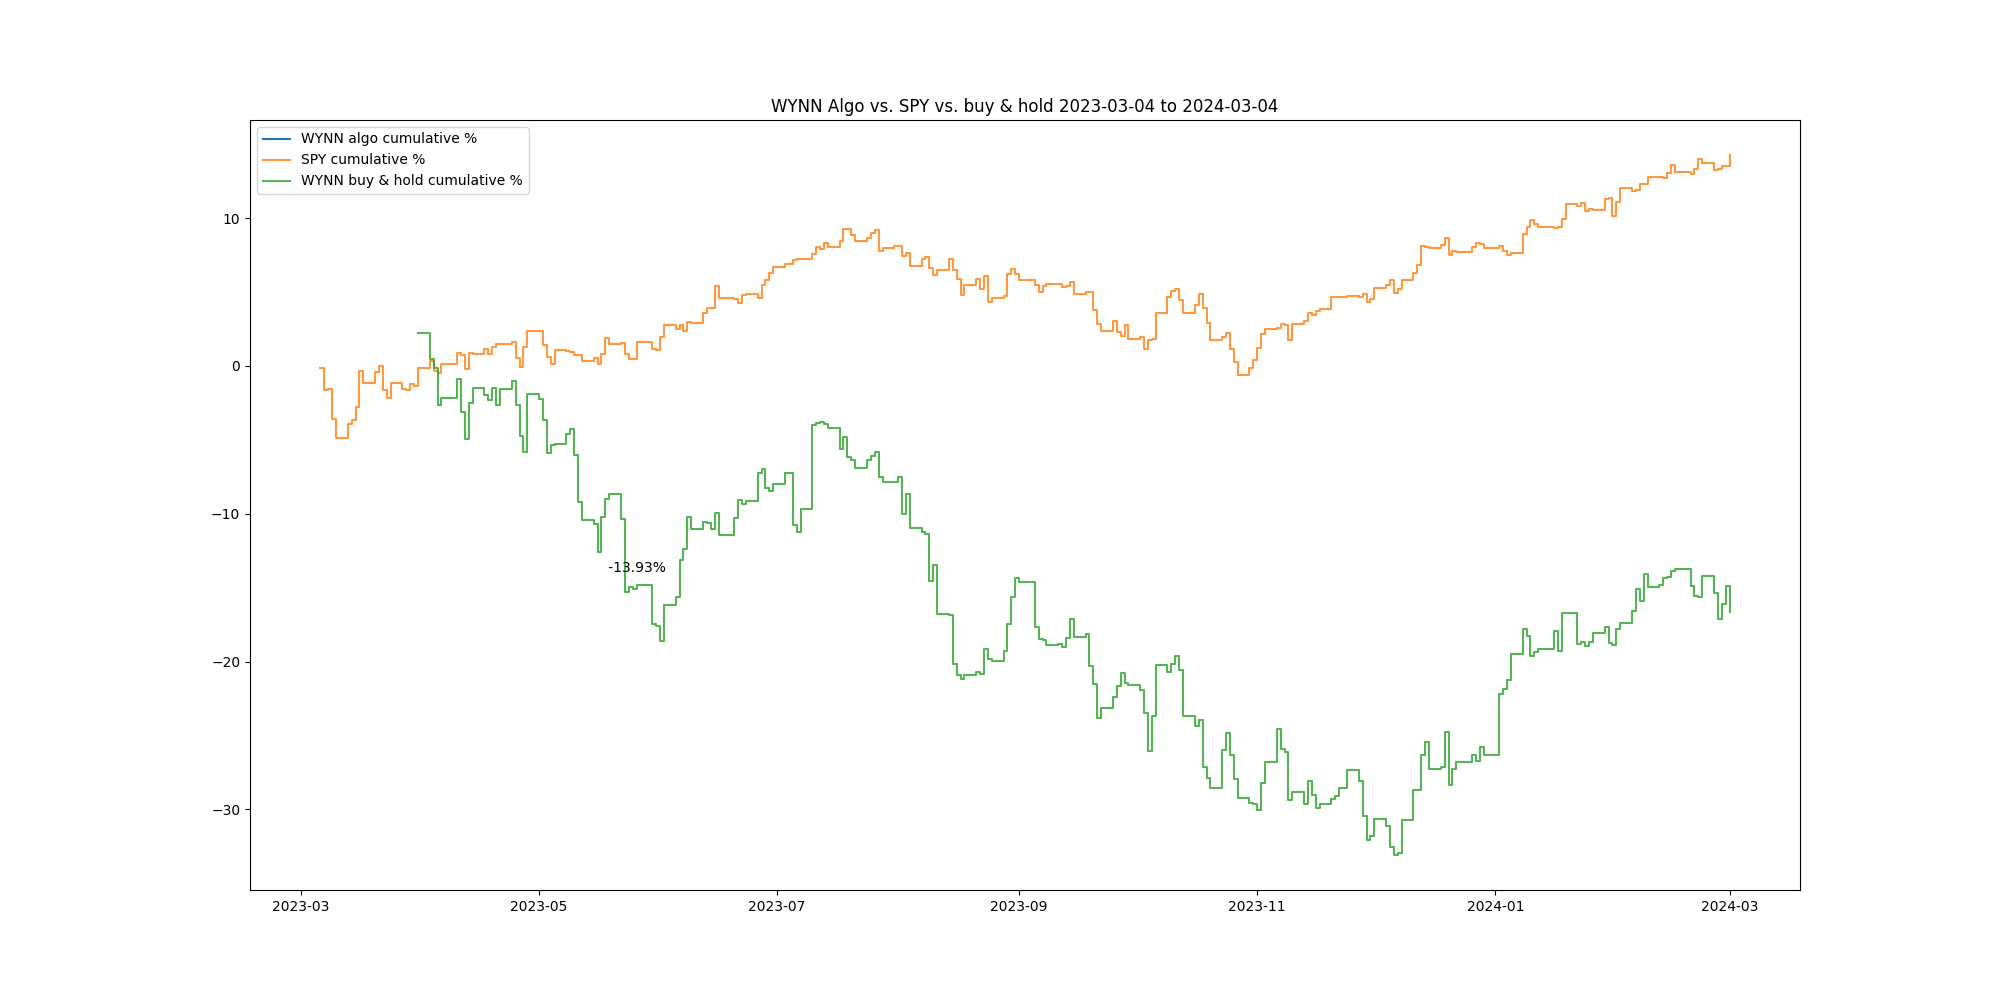 WYNN Algo vs. SPY vs. buy & hold 2023-03-04 to 2024-03-04
WYNN algo cumulative %
SPY cumulative %
WYNN buy & hold cumulative %
10
0
−10
-13.93%
−20
−30
2023-03 2023-05 2023-07 2023-09 2023-11 2024-01 2024-03